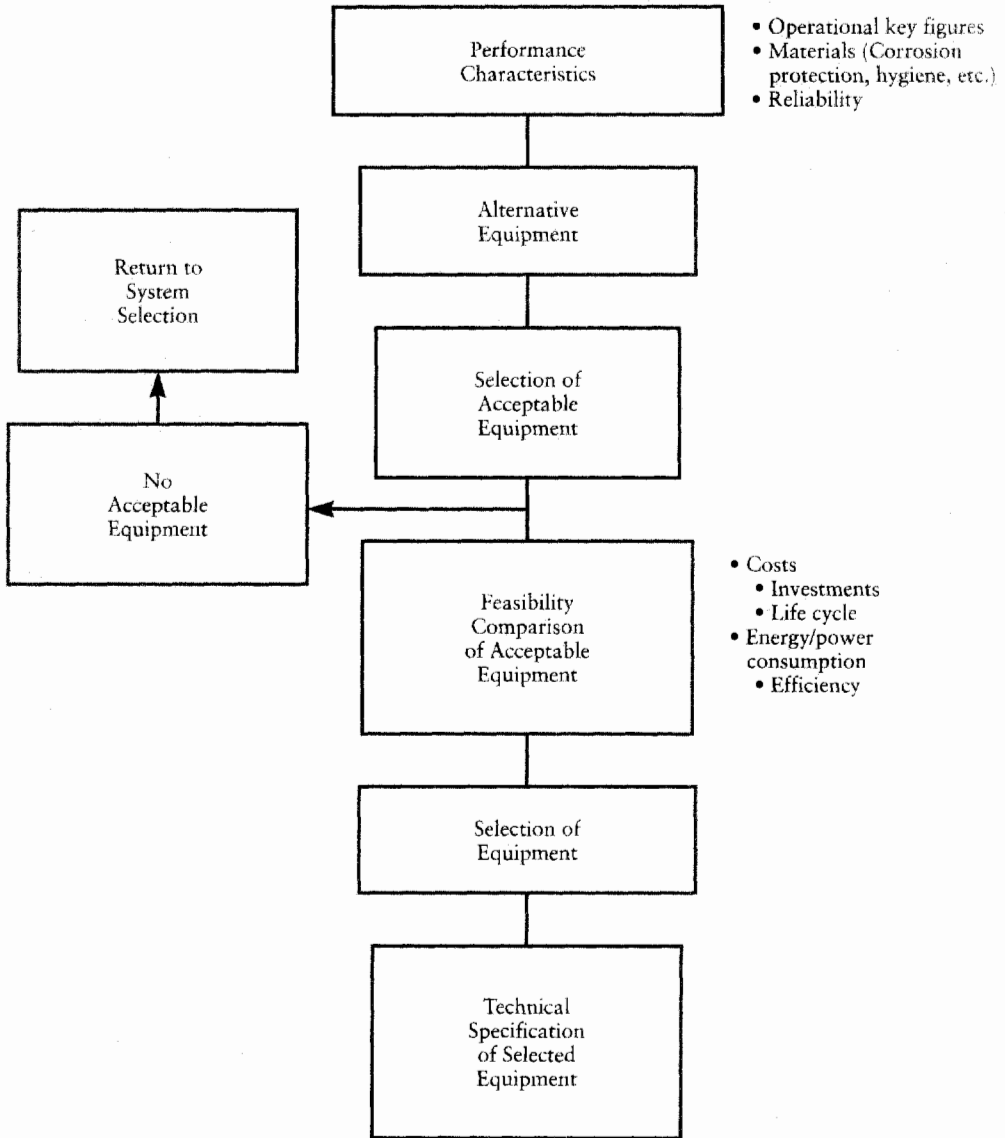 Performance
Characteristics
• Operational key figures
• Materials (Corrosion
protection, hygiene, etc.)
• Reliability
Alternative
Equipment
Return to
System
Selection
Selection of
Acceptable
Equipment
No
Acceptable
Equipment
Feasibility
Comparison
of Acceptable
Equipment
• Costs
• Investments
• Life cycle
• Energy/power
consumption
• Efficiency
Selection of
Equipment
Technical
Specification
of Selected
Equipment